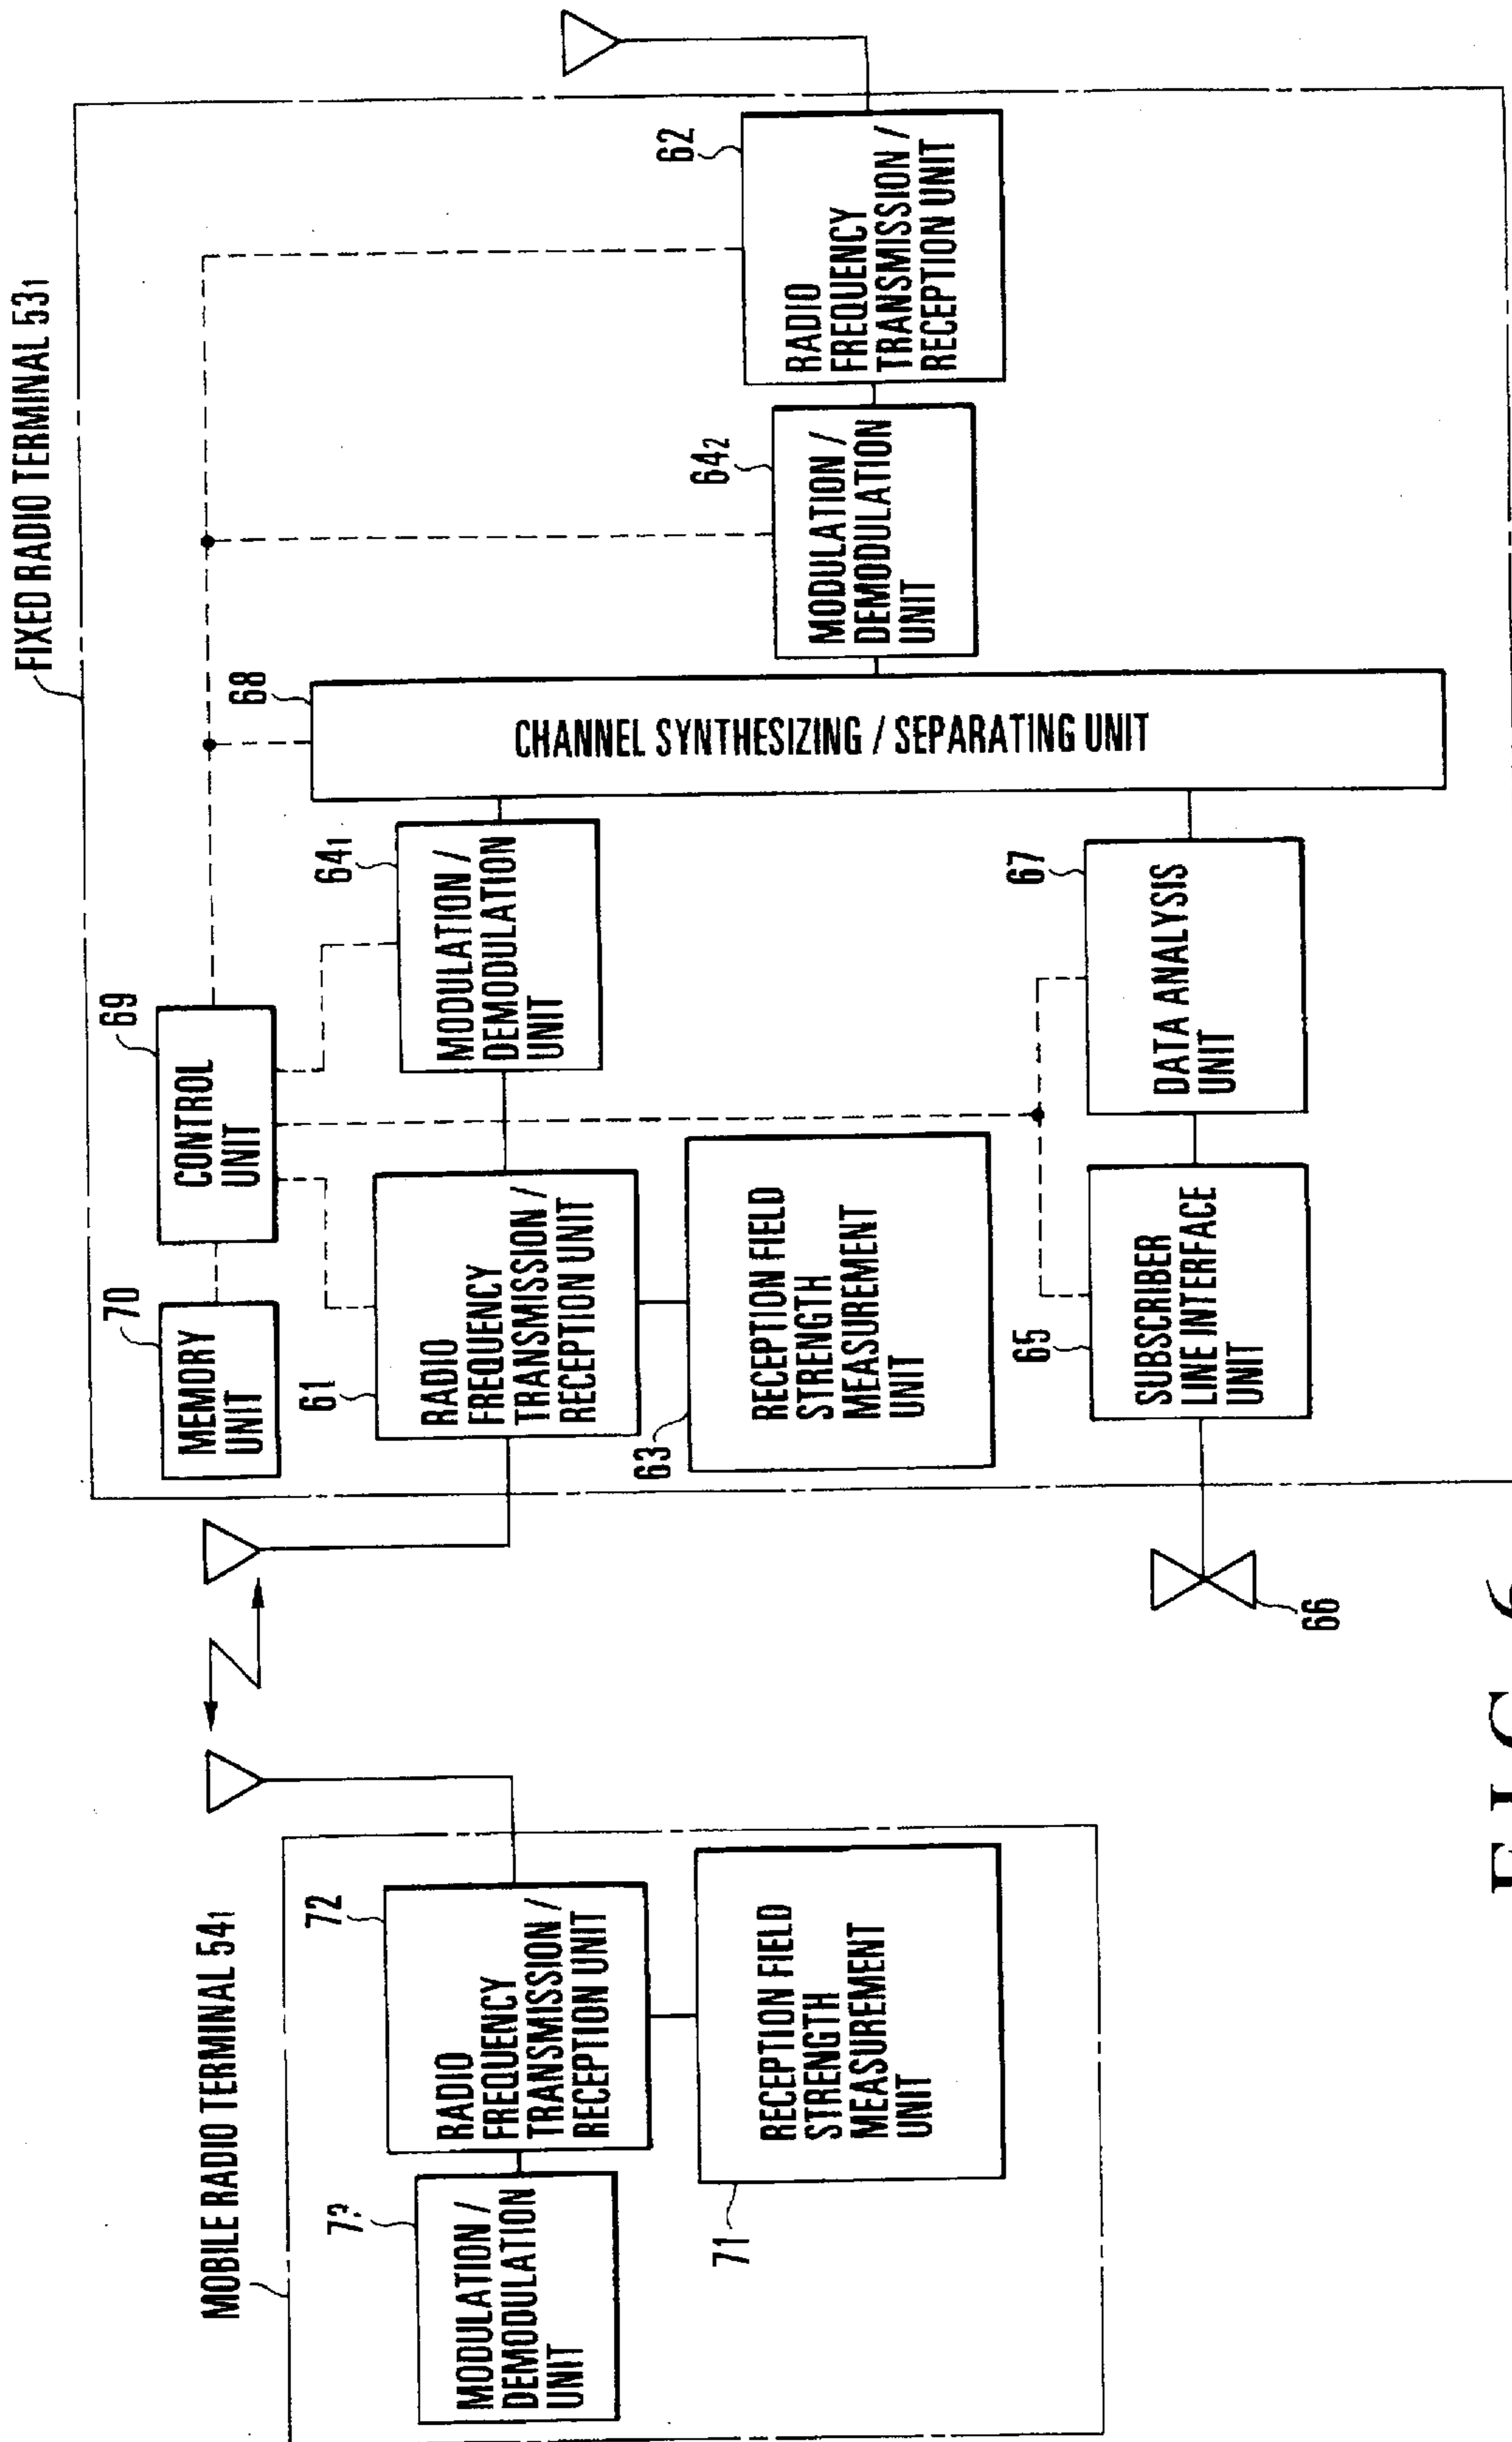 FIXED RADIO TERMINAL 53₁
MOBILE RADIO TERMINAL 54₁
70
MEMORY
UNIT
69
CONTROL
UNIT
68
CHANNEL SYNTHESIZING / SEPARATING UNIT
62
RADIO
FREQUENCY
TRANSMISSION /
RECEPTION UNIT
64₂
MODULATION /
DEMODULATION
UNIT
64₁
MODULATION /
DEMODULATION
UNIT
61
RADIO
FREQUENCY
TRANSMISSION /
RECEPTION UNIT
63
RECEPTION FIELD
STRENGTH
MEASUREMENT
UNIT
67
DATA ANALYSIS
UNIT
65
SUBSCRIBER
LINE INTERFACE
UNIT
66
72
RADIO
FREQUENCY
TRANSMISSION /
RECEPTION UNIT
MODULATION /
DEMODULATION
UNIT
71
RECEPTION FIELD
STRENGTH
MEASUREMENT
UNIT